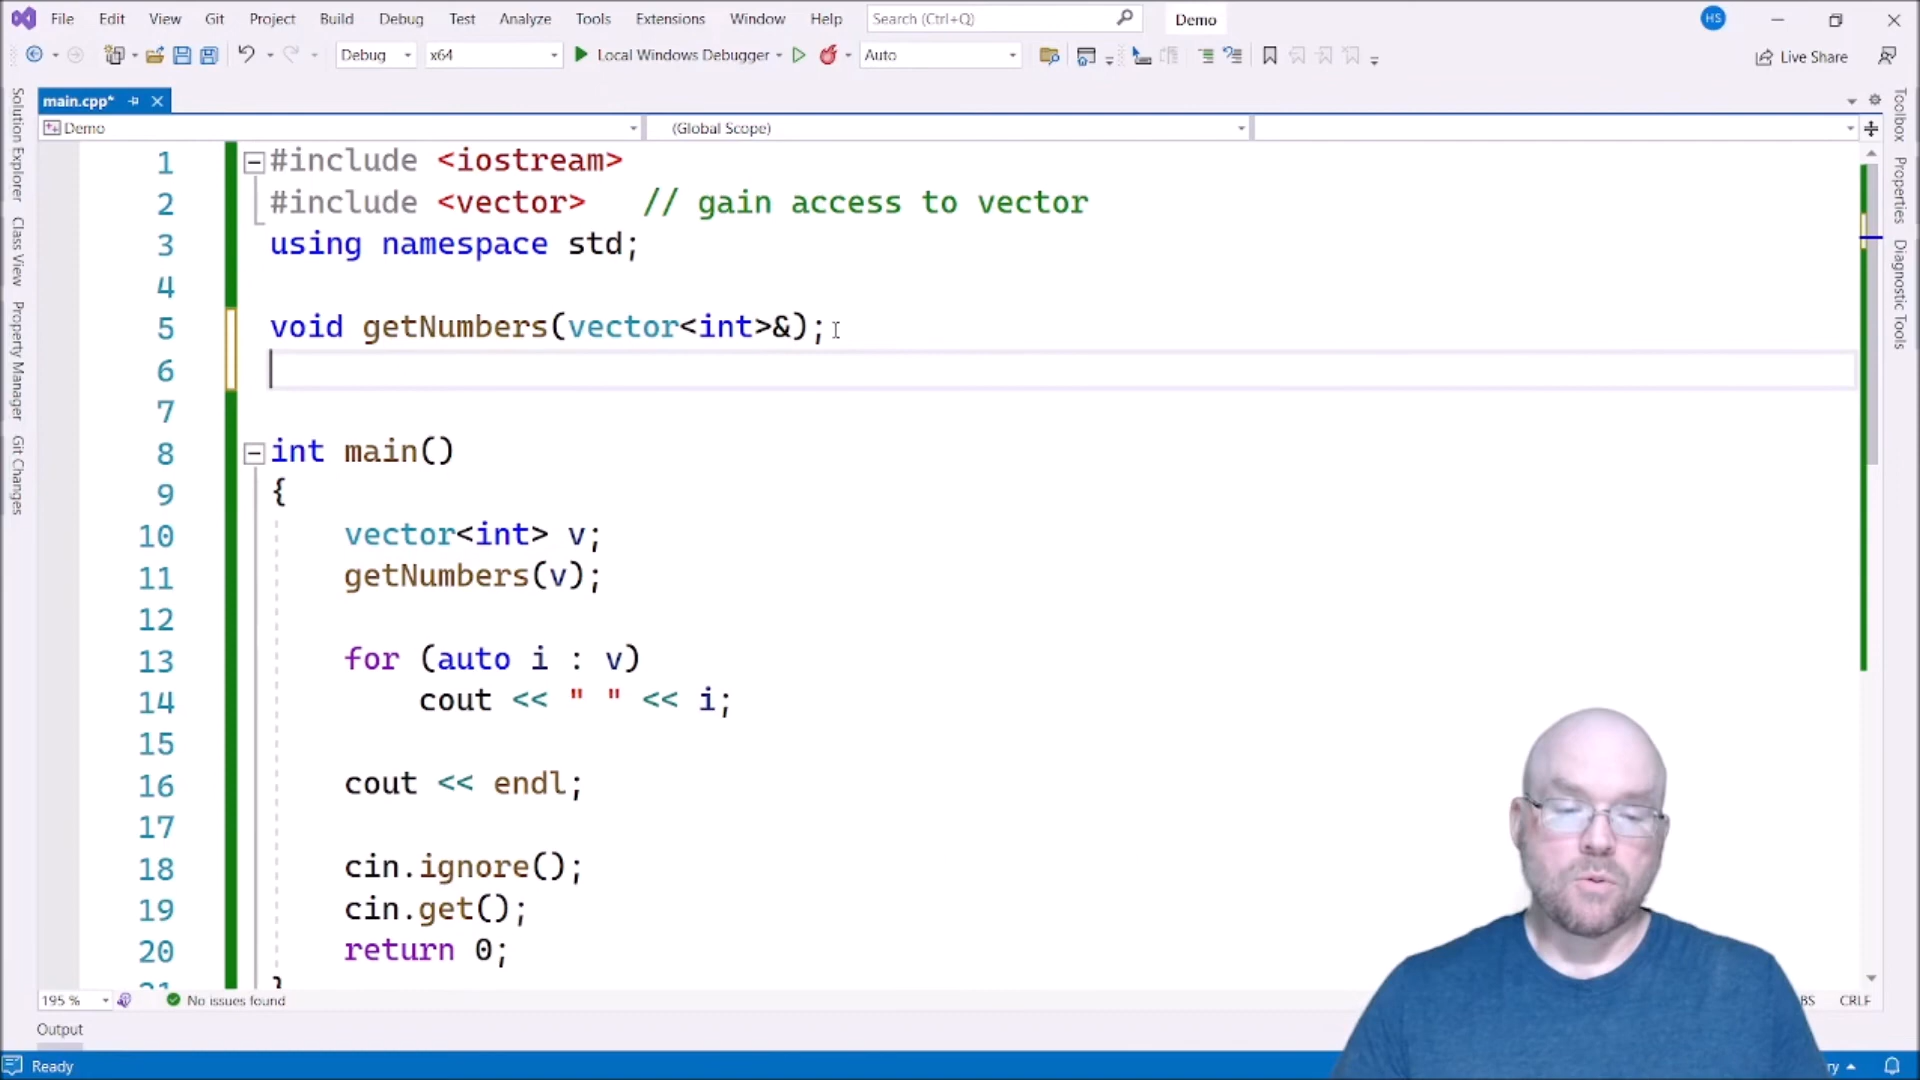 File Edit View Git Project Build Debug Test Analyze Tools Extensions Window Help Search (Ctrl+Q) Demo HS
Debug x64 Local Windows Debugger Auto Live Share
main.cpp*
Demo (Global Scope)
Solution Explorer
Class View
Property Manager
Git Changes
Toolbox
Properties
Diagnostic Tools
1 #include <iostream>
2 #include <vector> // gain access to vector
3 using namespace std;
4
5 void getNumbers(vector<int>&);
6
7
8 int main()
9 {
10 vector<int> v;
11 getNumbers(v);
12
13 for (auto i : v)
14 cout << " " << i;
15
16 cout << endl;
17
18 cin.ignore();
19 cin.get();
20 return 0;
}
195 % No issues found CRLF
Output
Ready